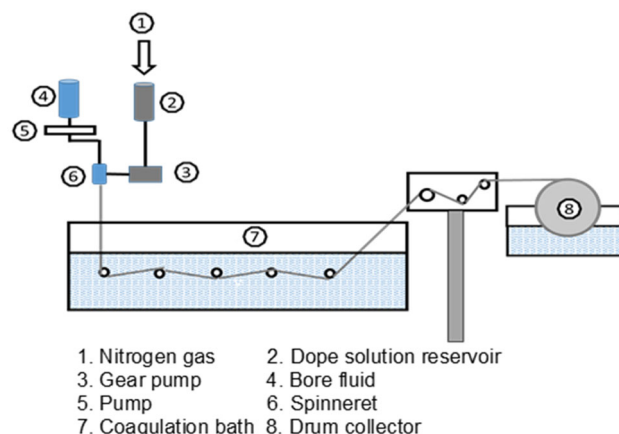 1
4
2
5
6
3
7
8
1. Nitrogen gas 2. Dope solution reservoir
3. Gear pump 4. Bore fluid
5. Pump 6. Spinneret
7. Coagulation bath 8. Drum collector